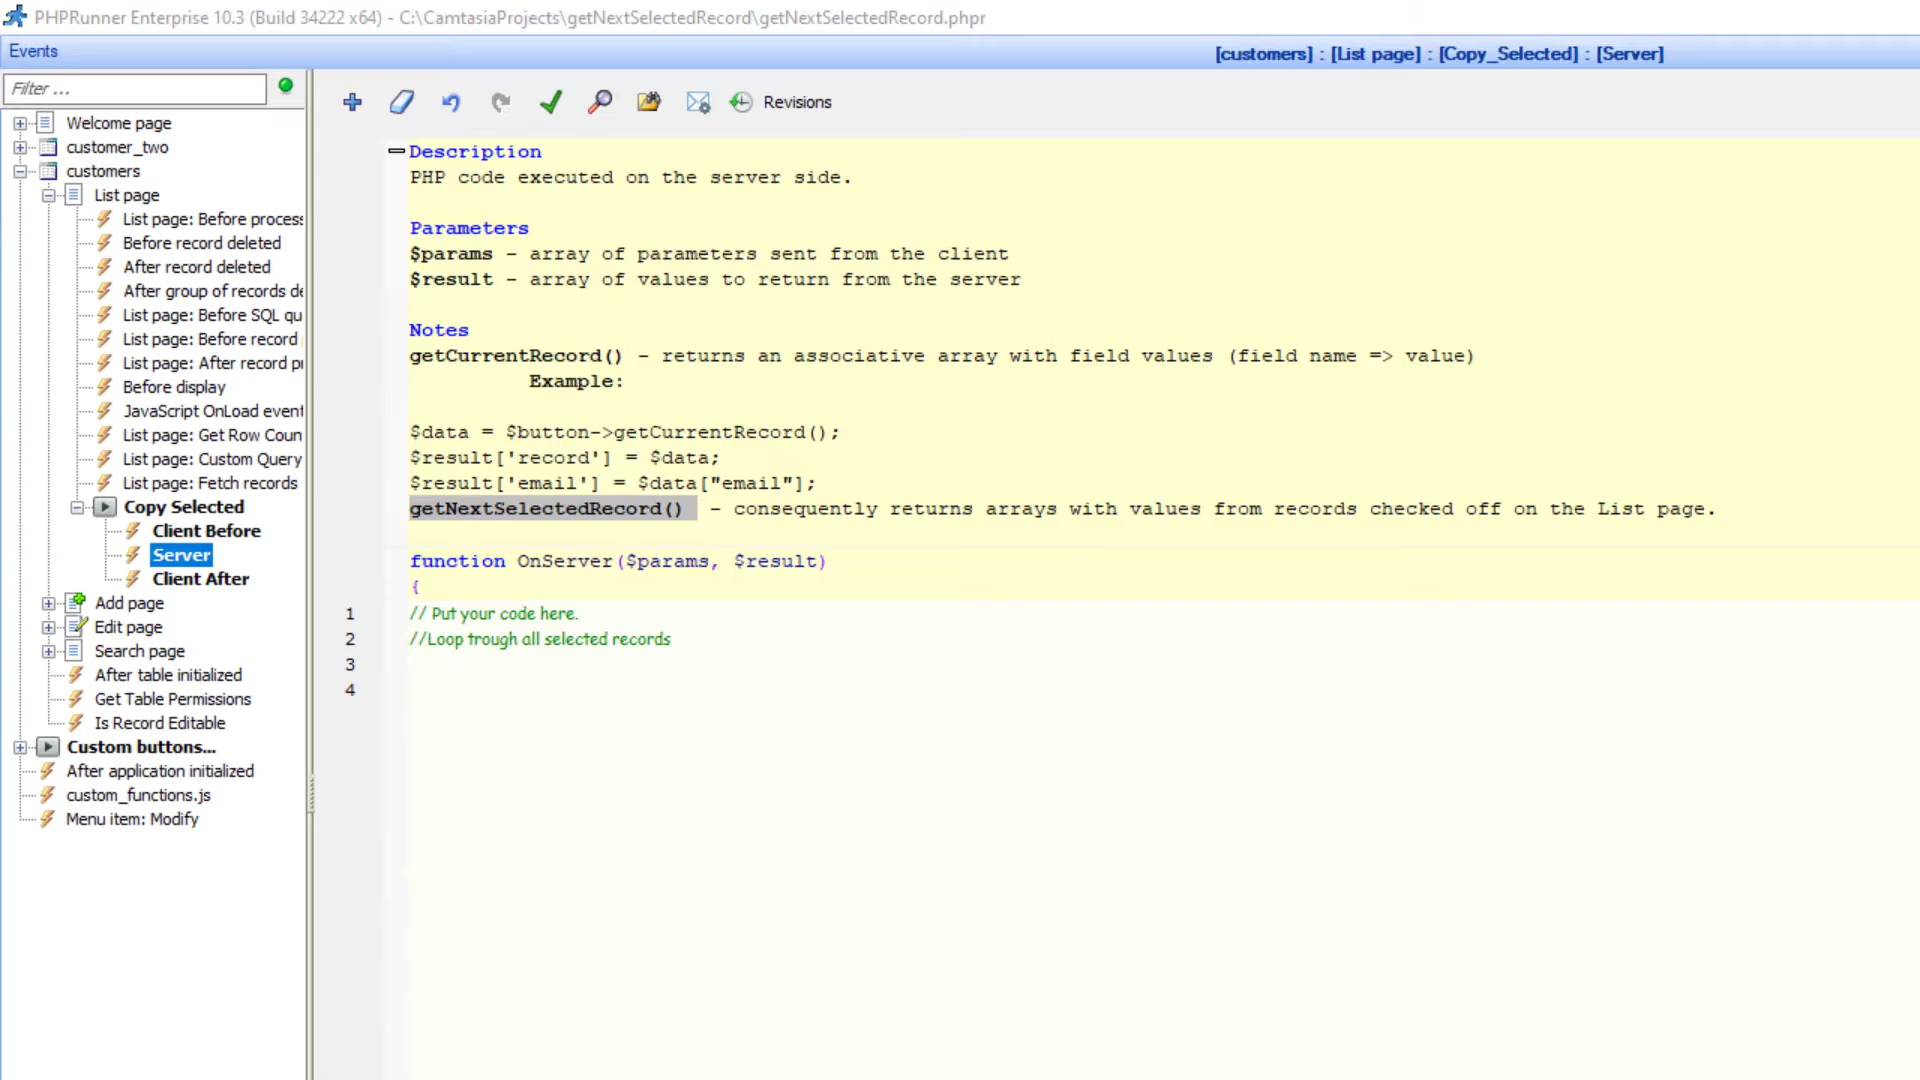 PHPRunner Enterprise 10.3 (Build 34222 x64) - C:\CamtasiaProjects\getNextSelectedRecord\getNextSelectedRecord.phpr
Events
[customers] : [List page] : [Copy_Selected] : [Server]
Filter ...
Revisions
Welcome page
customer_two
customers
List page
List page: Before process
Before record deleted
After record deleted
After group of records de
List page: Before SQL qu
List page: Before record
List page: After record pr
Before display
JavaScript OnLoad event
List page: Get Row Coun
List page: Custom Query
List page: Fetch records
Copy Selected
Client Before
Server
Client After
Add page
Edit page
Search page
After table initialized
Get Table Permissions
Is Record Editable
Custom buttons...
After application initialized
custom_functions.js
Menu item: Modify
Description
PHP code executed on the server side.
Parameters
$params - array of parameters sent from the client
$result - array of values to return from the server
Notes
getCurrentRecord() - returns an associative array with field values (field name => value)
Example:
$data = $button->getCurrentRecord();
$result['record'] = $data;
$result['email'] = $data["email"];
getNextSelectedRecord() - consequently returns arrays with values from records checked off on the List page.
function OnServer($params, $result)
{
1 // Put your code here.
2 //Loop trough all selected records
3
4